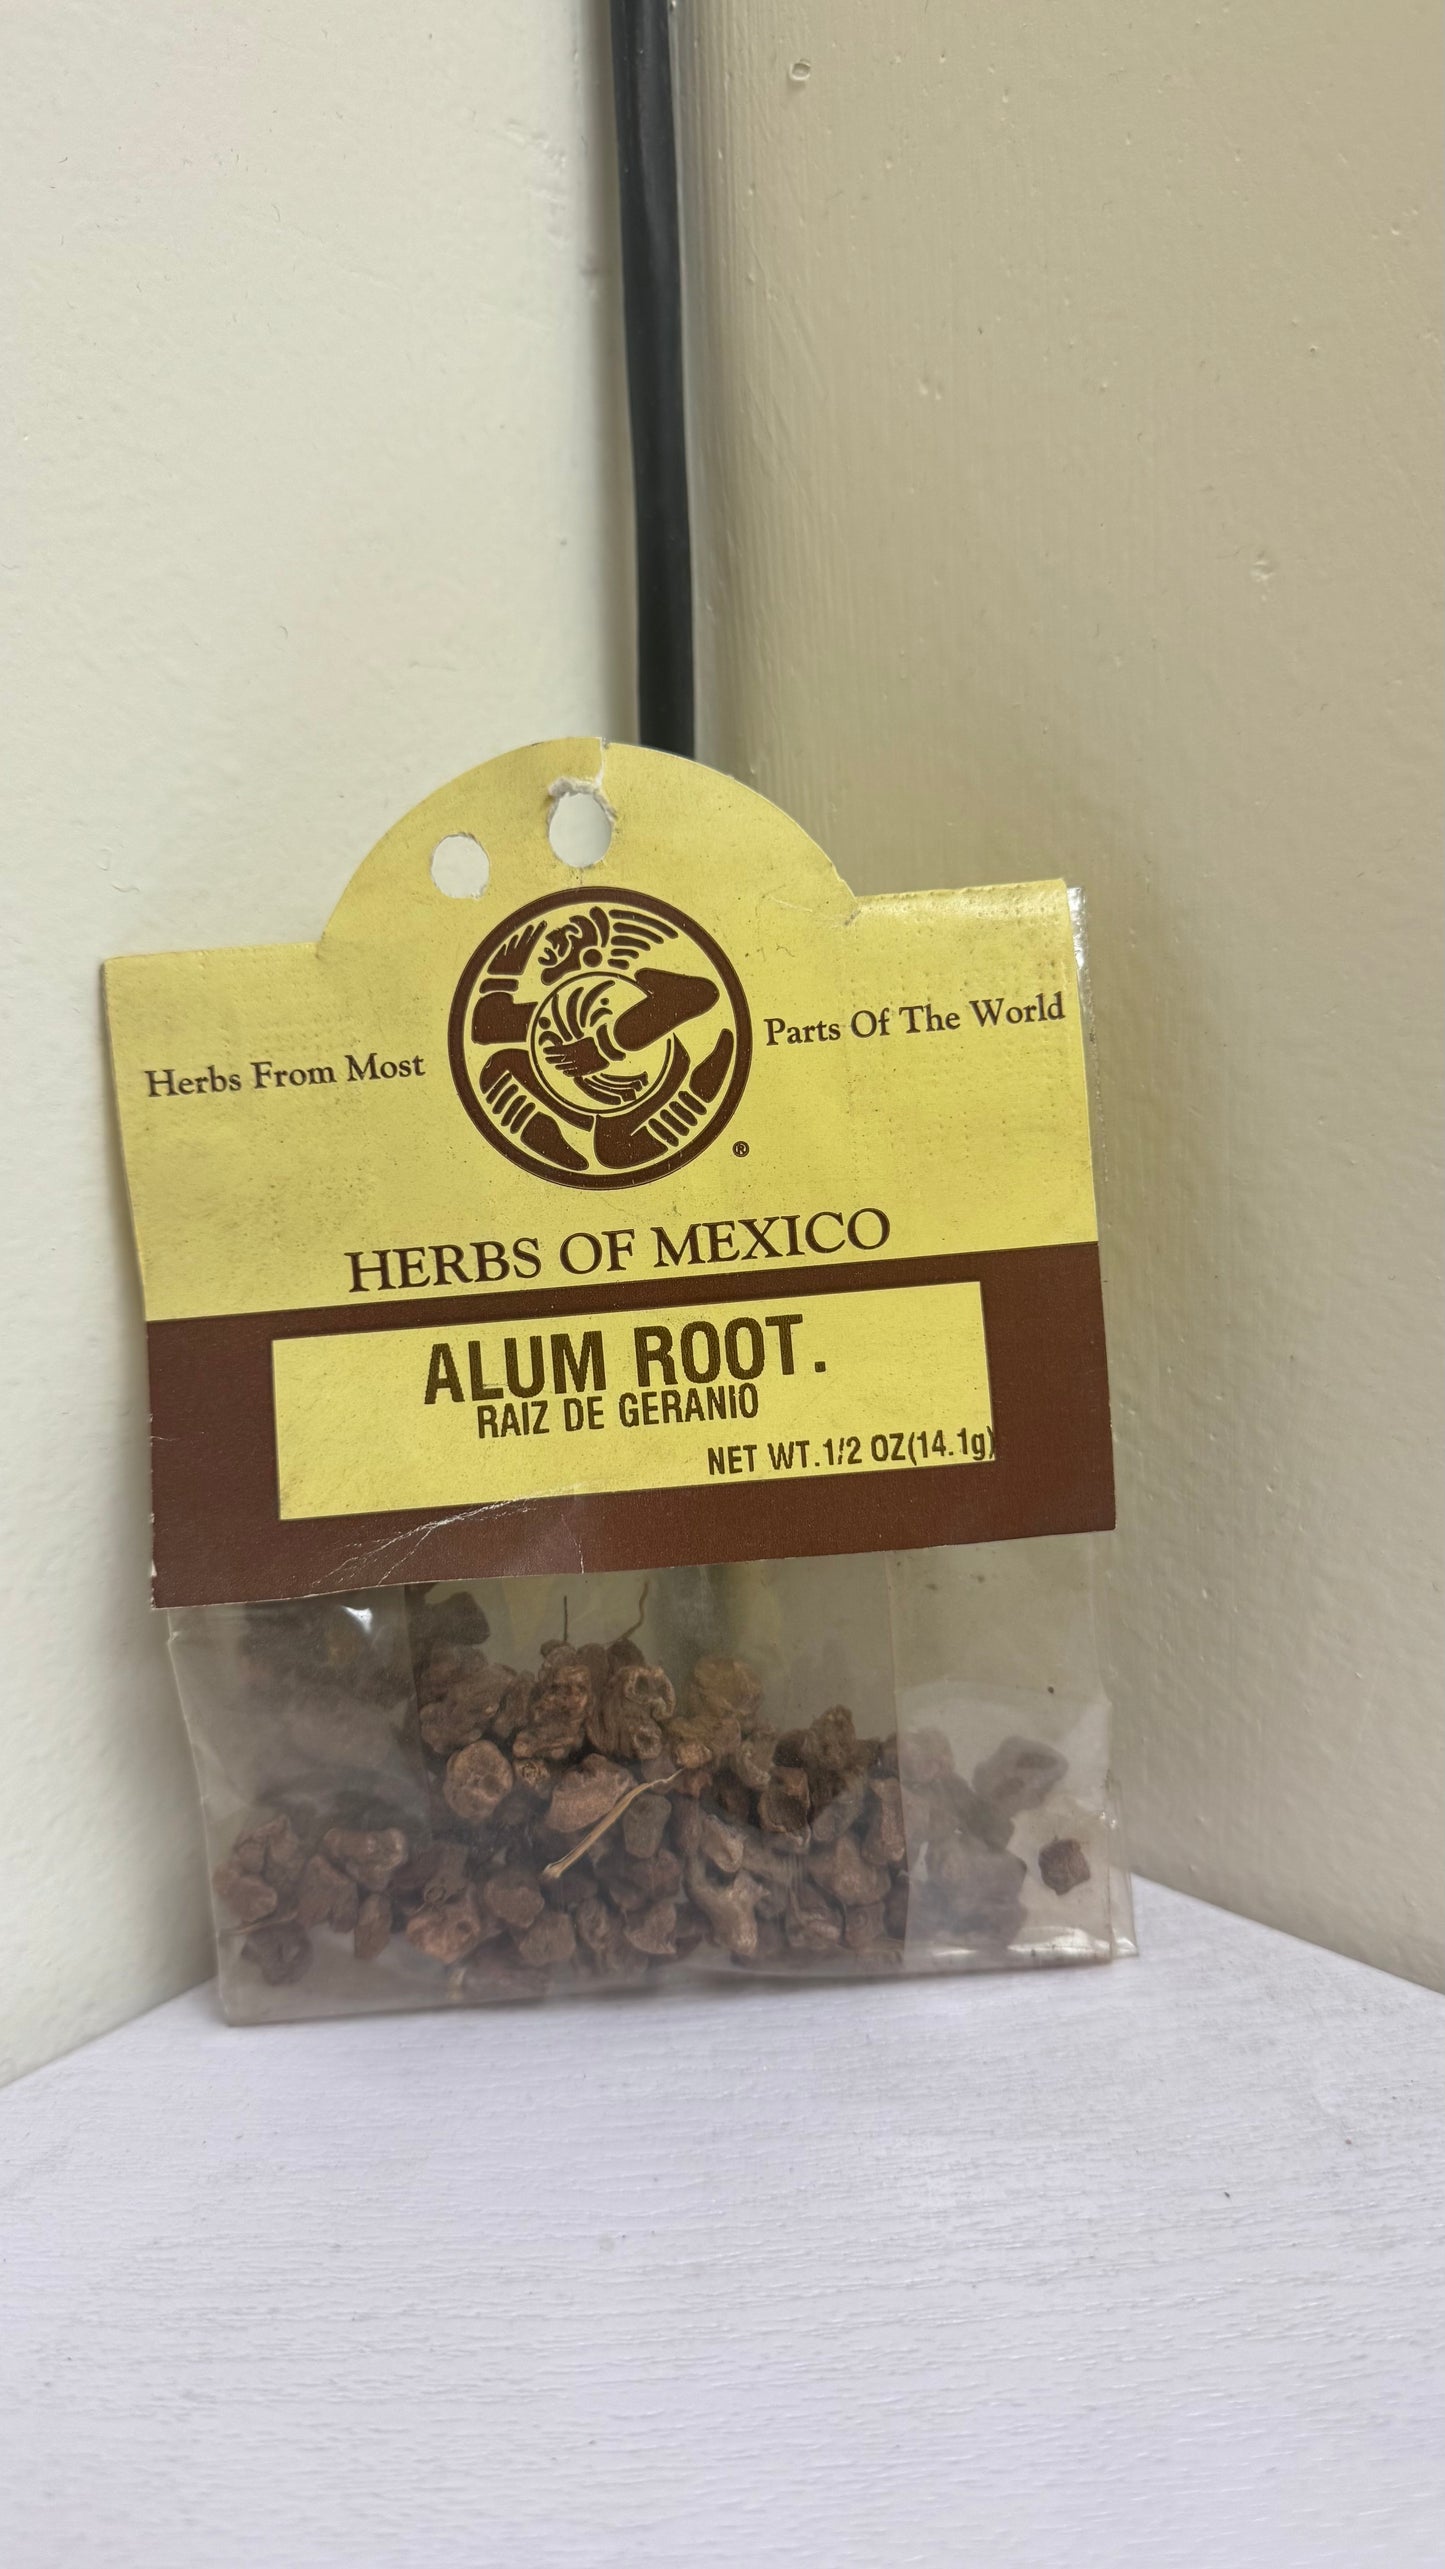 Herbs From Most
Parts Of The World
®
HERBS OF MEXICO
ALUM ROOT.
RAIZ DE GERANIO
NET WT.1/2 OZ(14.1g)